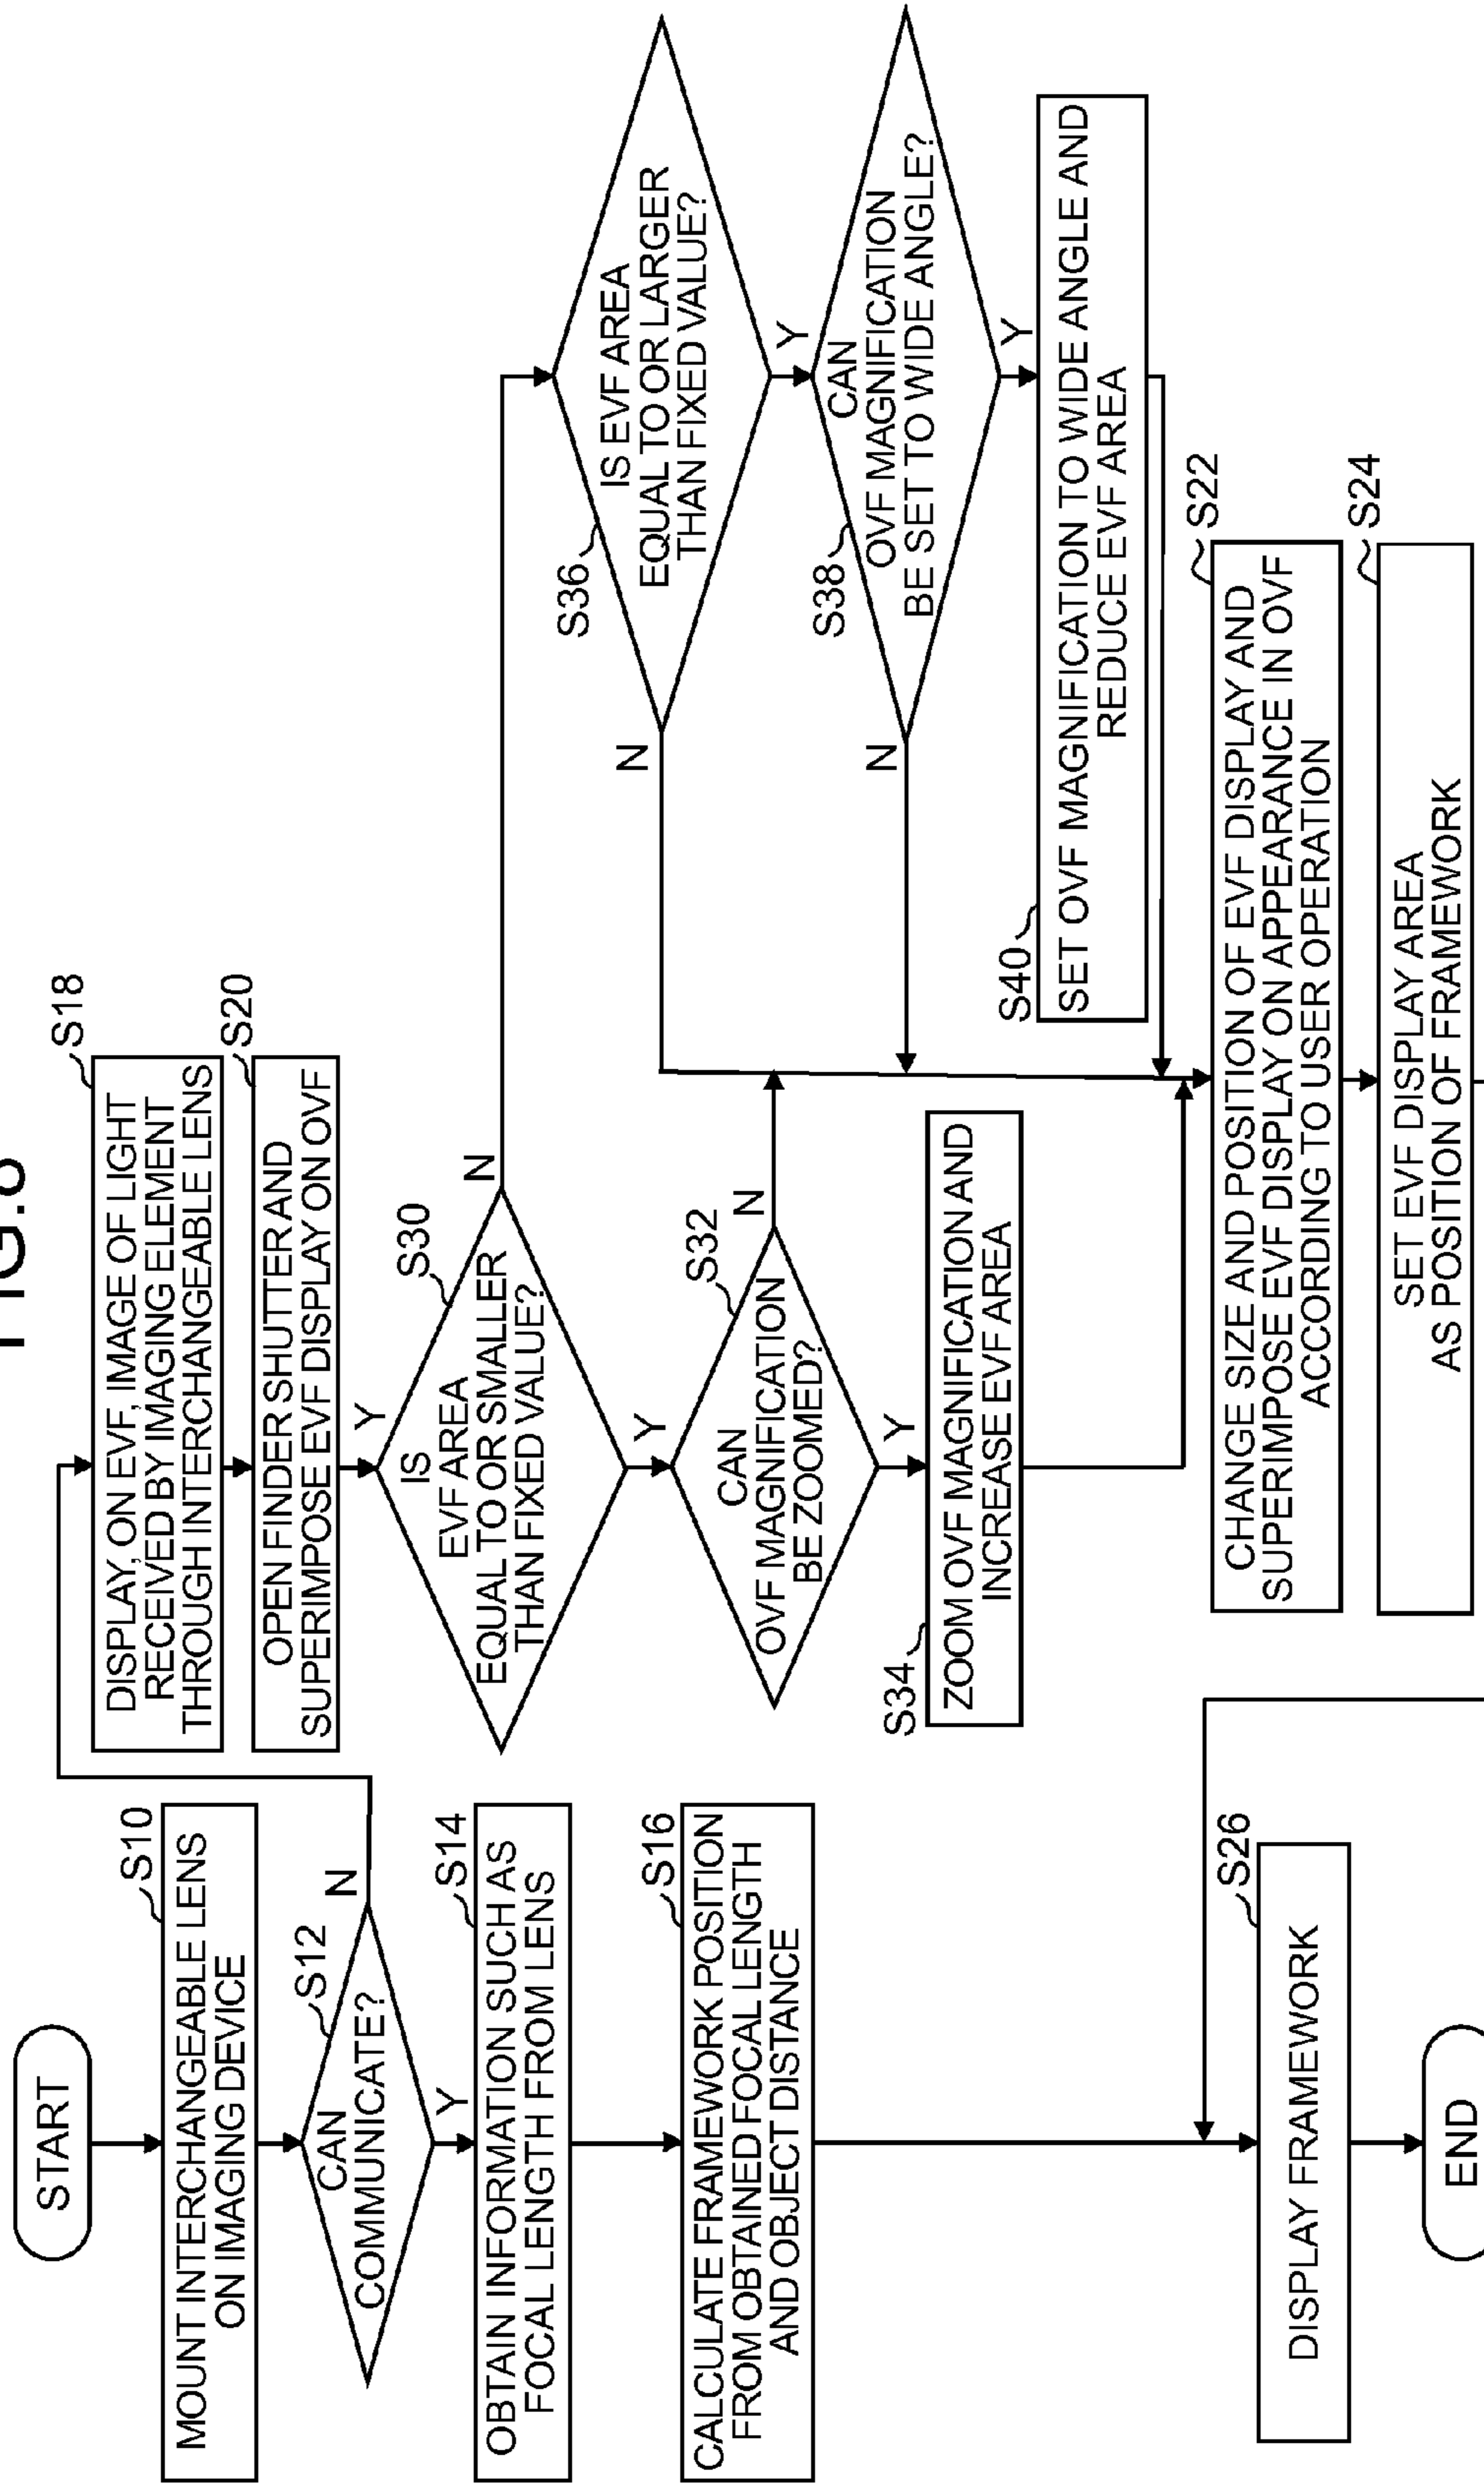 START
S10
MOUNT INTERCHANGEABLE LENS
ON IMAGING DEVICE
S12
CAN
COMMUNICATE?
N
Y
S14
OBTAIN INFORMATION SUCH AS
FOCAL LENGTH FROM LENS
S16
CALCULATE FRAMEWORK POSITION
FROM OBTAINED FOCAL LENGTH
AND OBJECT DISTANCE
S26
DISPLAY FRAMEWORK
END
S18
DISPLAY, ON EVF, IMAGE OF LIGHT
RECEIVED BY IMAGING ELEMENT
THROUGH INTERCHANGEABLE LENS
S20
OPEN FINDER SHUTTER AND
SUPERIMPOSE EVF DISPLAY ON OVF
Y
S30
IS
EVF AREA
EQUAL TO OR SMALLER
THAN FIXED VALUE?
N
Y
S32
CAN
OVF MAGNIFICATION
BE ZOOMED?
N
Y
S34
ZOOM OVF MAGNIFICATION AND
INCREASE EVF AREA
S36
IS EVF AREA
EQUAL TO OR LARGER
THAN FIXED VALUE?
N
Y
S38
CAN
OVF MAGNIFICATION
BE SET TO WIDE ANGLE?
N
Y
S40
SET OVF MAGNIFICATION TO WIDE ANGLE AND
REDUCE EVF AREA
S22
CHANGE SIZE AND POSITION OF EVF DISPLAY AND
SUPERIMPOSE EVF DISPLAY ON APPEARANCE IN OVF
ACCORDING TO USER OPERATION
S24
SET EVF DISPLAY AREA
AS POSITION OF FRAMEWORK